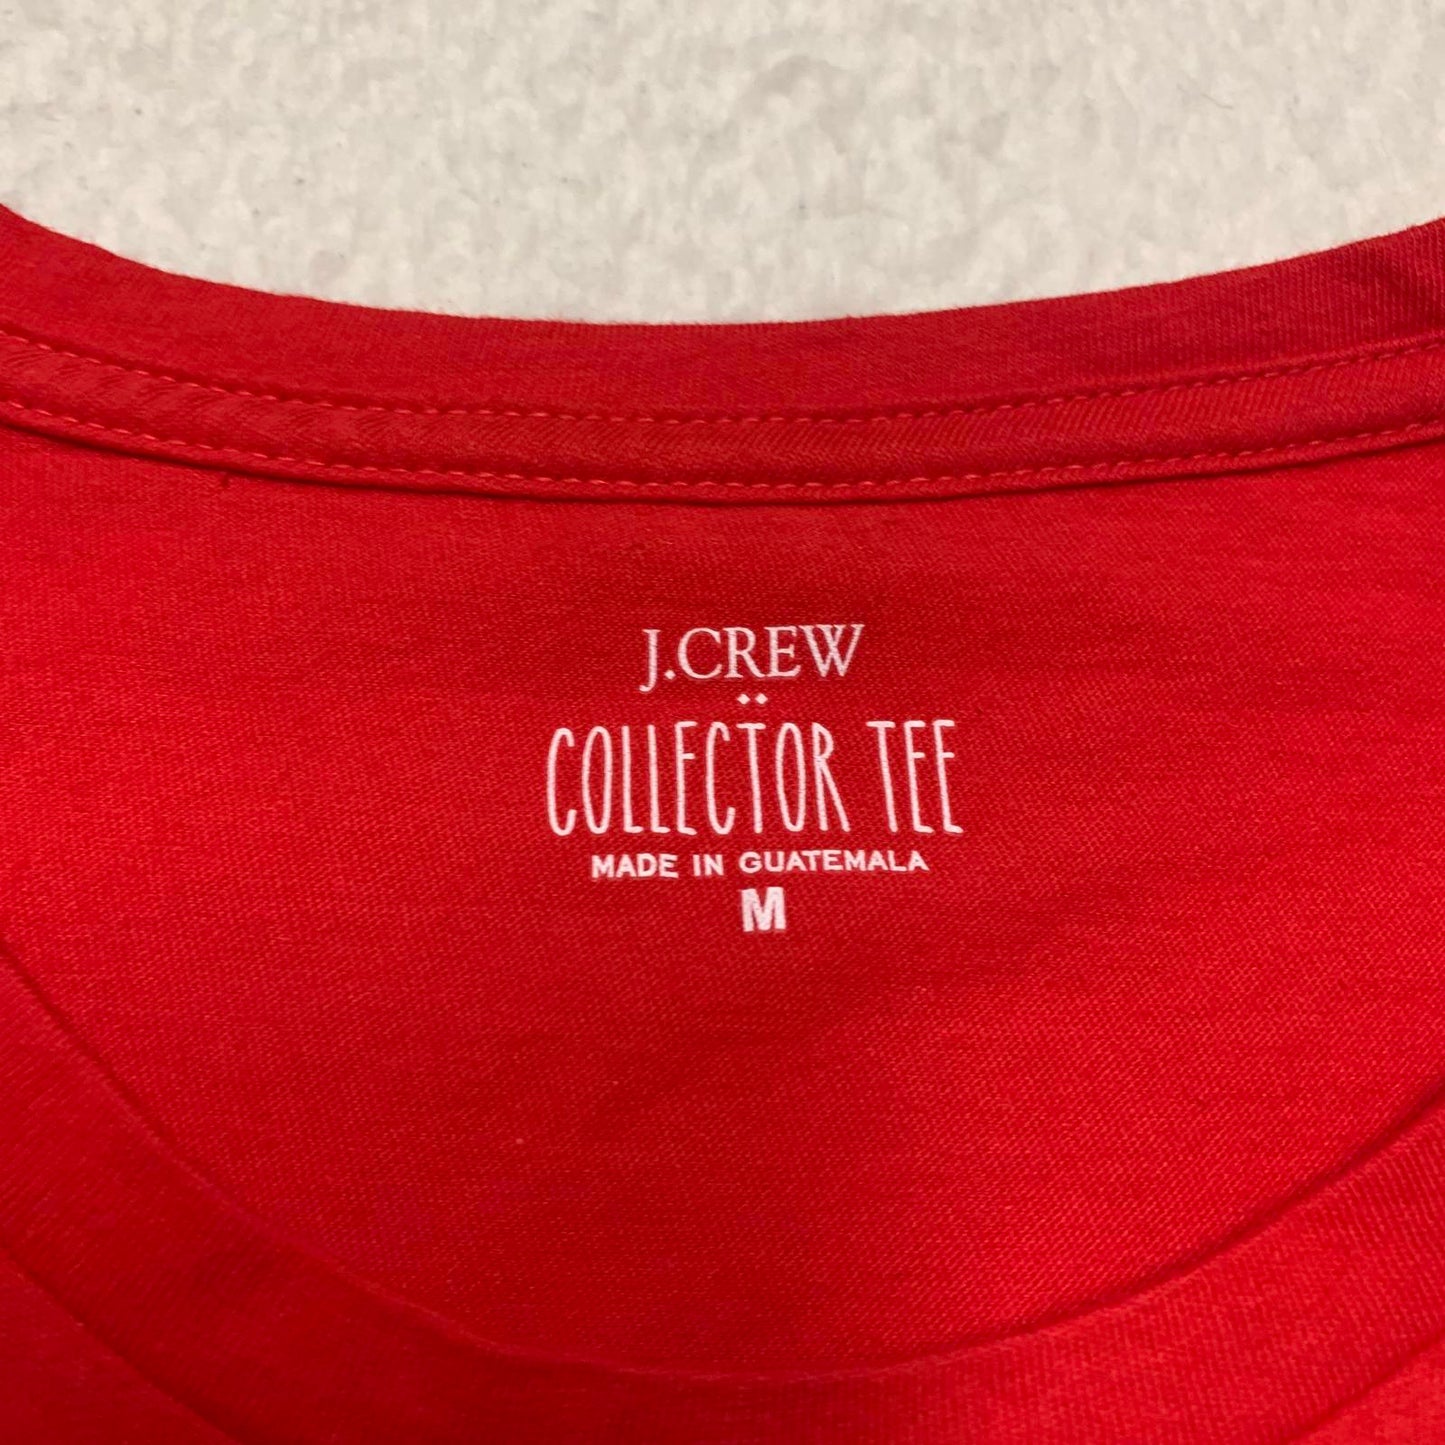 J.CREW
COLLECTOR TEE
MADE IN GUATEMALA
M